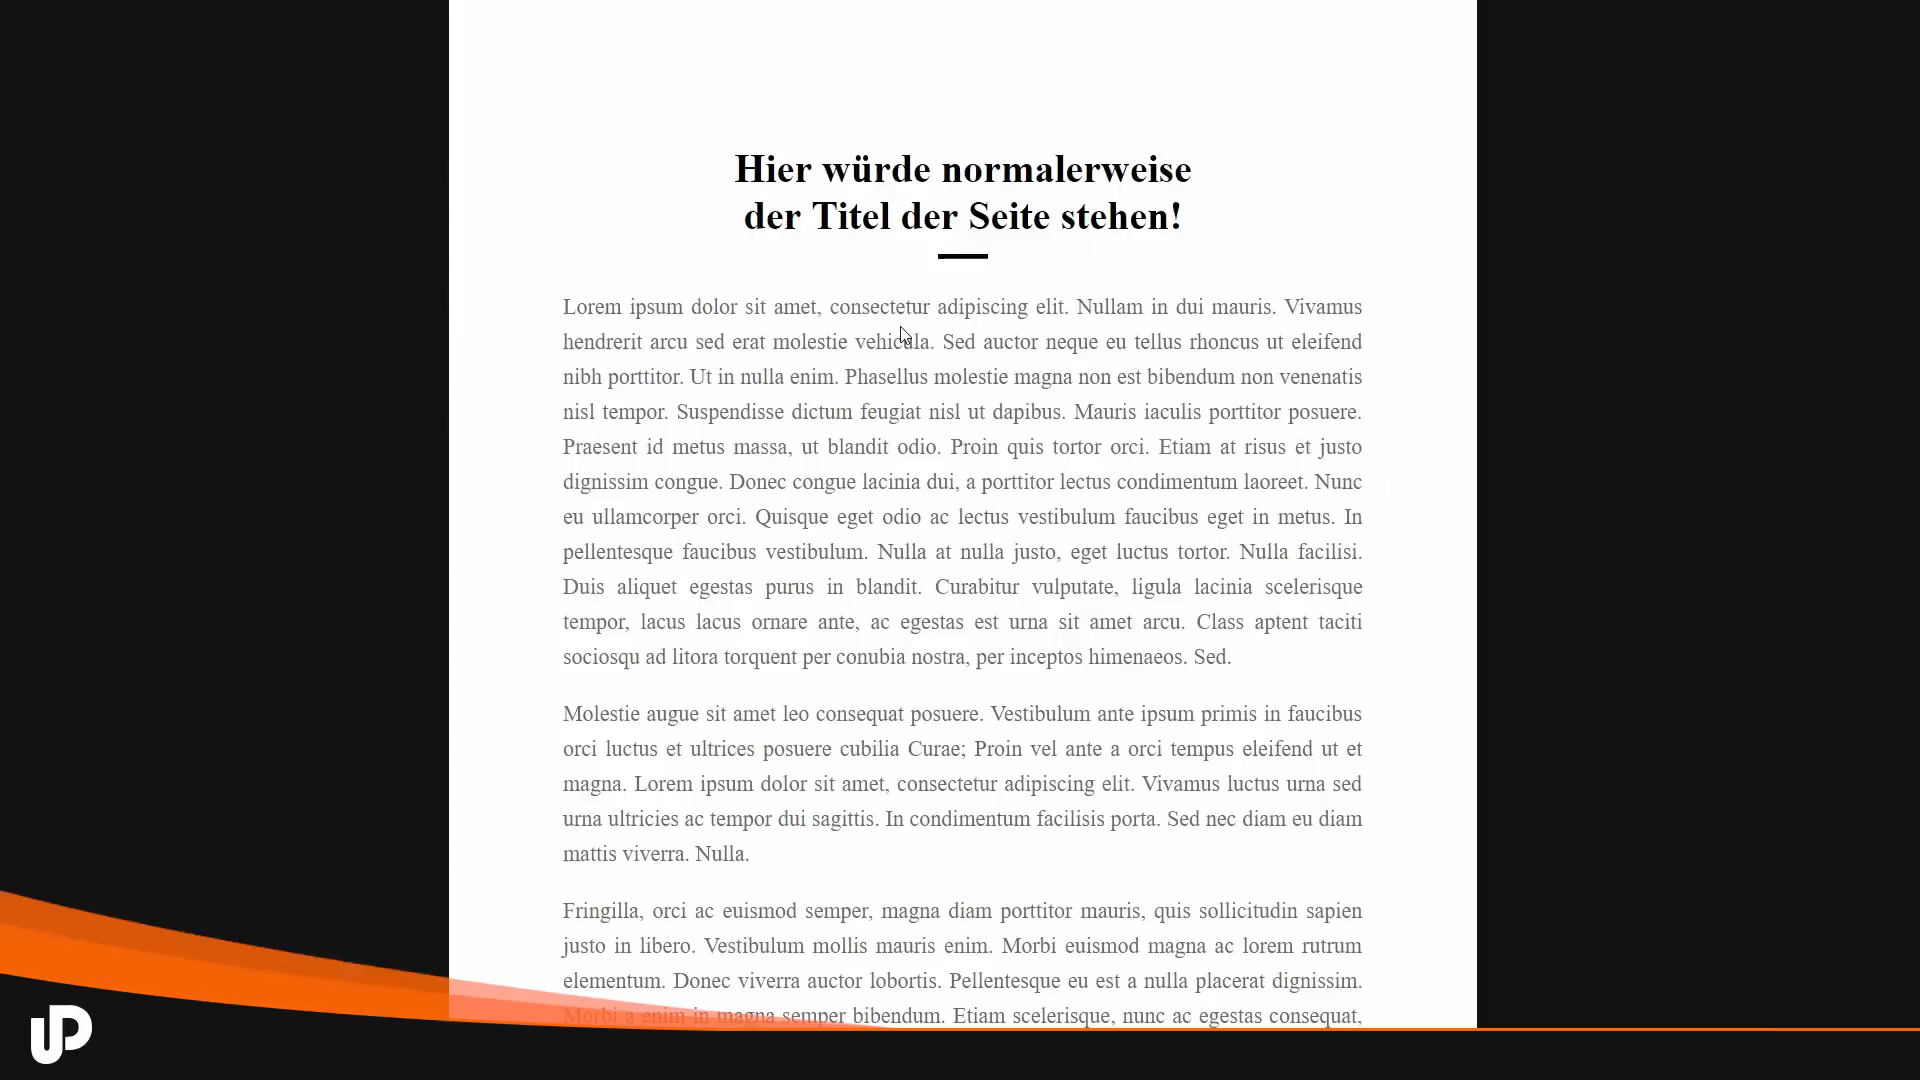 Hier würde normalerweise
der Titel der Seite stehen!
Lorem ipsum dolor sit amet, consectetur adipiscing elit. Nullam in dui mauris. Vivamus
hendrerit arcu sed erat molestie vehicula. Sed auctor neque eu tellus rhoncus ut eleifend
nibh porttitor. Ut in nulla enim. Phasellus molestie magna non est bibendum non venenatis
nisl tempor. Suspendisse dictum feugiat nisl ut dapibus. Mauris iaculis porttitor posuere.
Praesent id metus massa, ut blandit odio. Proin quis tortor orci. Etiam at risus et justo
dignissim congue. Donec congue lacinia dui, a porttitor lectus condimentum laoreet. Nunc
eu ullamcorper orci. Quisque eget odio ac lectus vestibulum faucibus eget in metus. In
pellentesque faucibus vestibulum. Nulla at nulla justo, eget luctus tortor. Nulla facilisi.
Duis aliquet egestas purus in blandit. Curabitur vulputate, ligula lacinia scelerisque
tempor, lacus lacus ornare ante, ac egestas est urna sit amet arcu. Class aptent taciti
sociosqu ad litora torquent per conubia nostra, per inceptos himenaeos. Sed.
Molestie augue sit amet leo consequat posuere. Vestibulum ante ipsum primis in faucibus
orci luctus et ultrices posuere cubilia Curae; Proin vel ante a orci tempus eleifend ut et
magna. Lorem ipsum dolor sit amet, consectetur adipiscing elit. Vivamus luctus urna sed
urna ultricies ac tempor dui sagittis. In condimentum facilisis porta. Sed nec diam eu diam
mattis viverra. Nulla.
Fringilla, orci ac euismod semper, magna diam porttitor mauris, quis sollicitudin sapien
justo in libero. Vestibulum mollis mauris enim. Morbi euismod magna ac lorem rutrum
elementum. Donec viverra auctor lobortis. Pellentesque eu est a nulla placerat dignissim.
Morbi a enim in magna semper bibendum. Etiam scelerisque, nunc ac egestas consequat,
UP